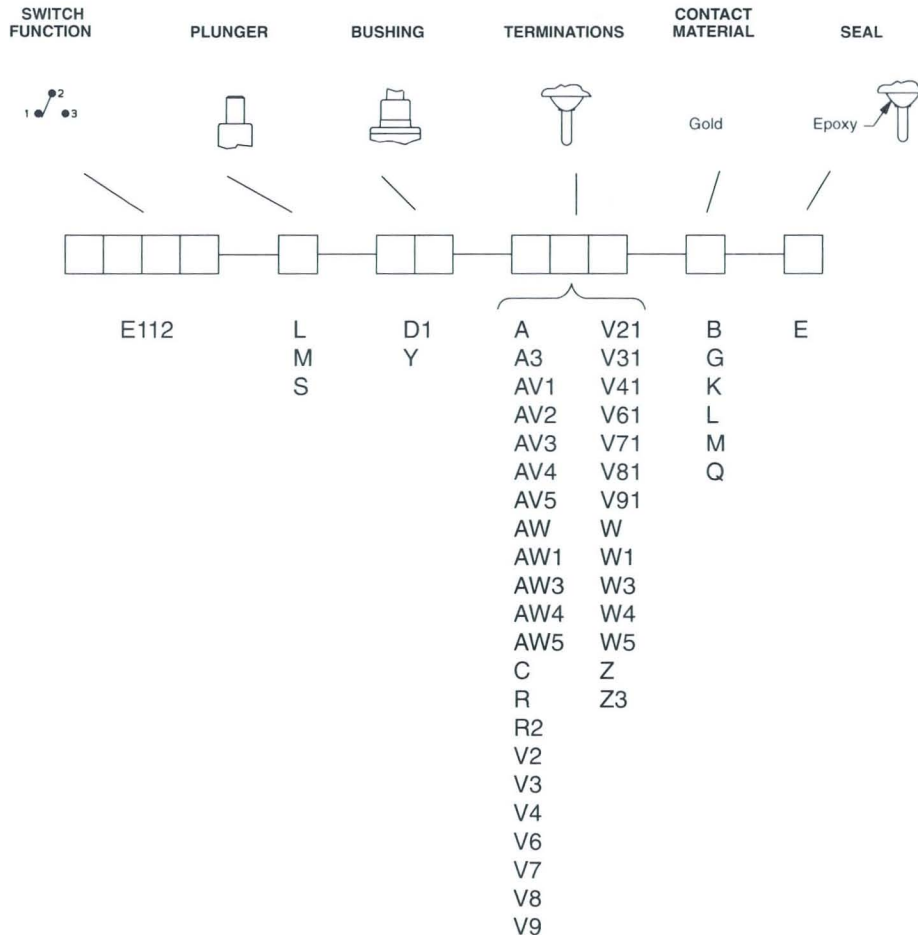 SWITCH FUNCTION PLUNGER BUSHING TERMINATIONS CONTACT MATERIAL SEAL
1 2 3 Gold Epoxy
E112 L D1 A V21 B E
M Y A3 V31 G
S AV1 V41 K
AV2 V61 L
AV3 V71 M
AV4 V81 Q
AV5 V91
AW W
AW1 W1
AW3 W3
AW4 W4
AW5 W5
C Z
R Z3
R2
V2
V3
V4
V6
V7
V8
V9